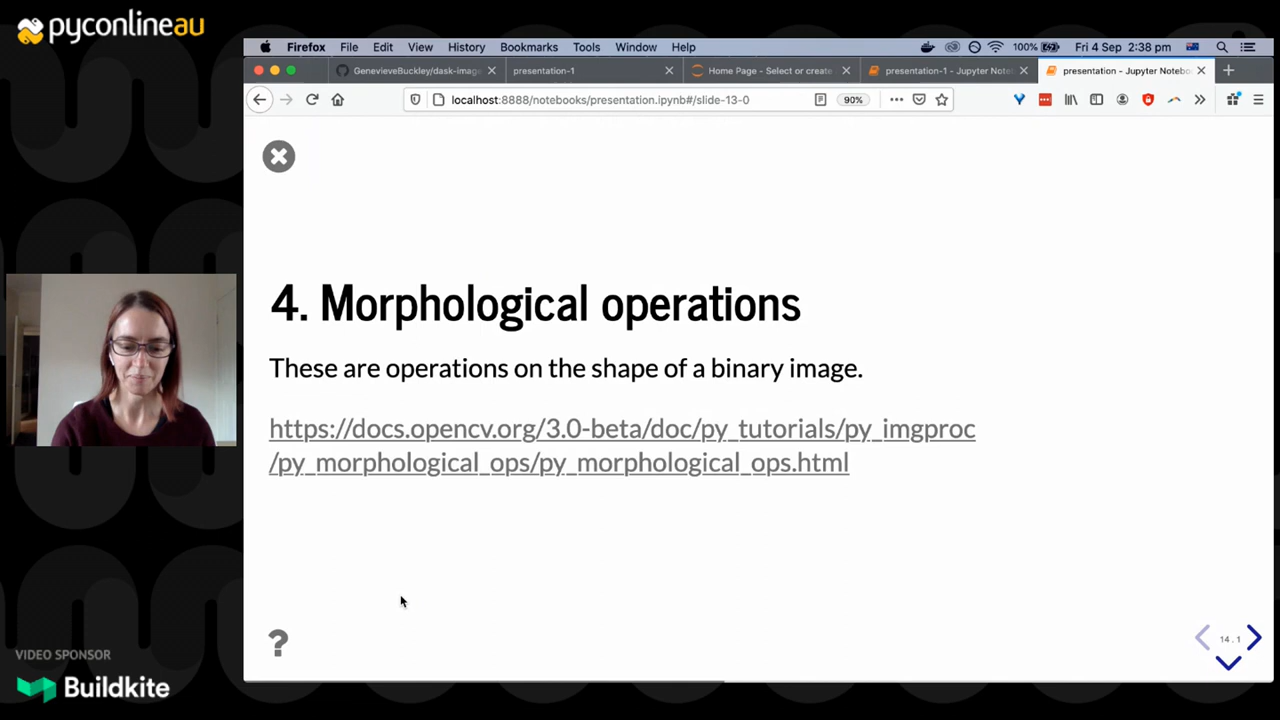 pyconlineau
Firefox File Edit View History Bookmarks Tools Window Help 100% Fri 4 Sep 2:38 pm
GenevieveBuckley/dask-image
presentation-1
Home Page - Select or create
presentation-1 - Jupyter Note
presentation - Jupyter Notebo
localhost:8888/notebooks/presentation.ipynb#/slide-13-0
90%
4. Morphological operations
These are operations on the shape of a binary image.
https://docs.opencv.org/3.0-beta/doc/py_tutorials/py_imgproc
/py_morphological_ops/py_morphological_ops.html
?
14.1
VIDEO SPONSOR
Buildkite